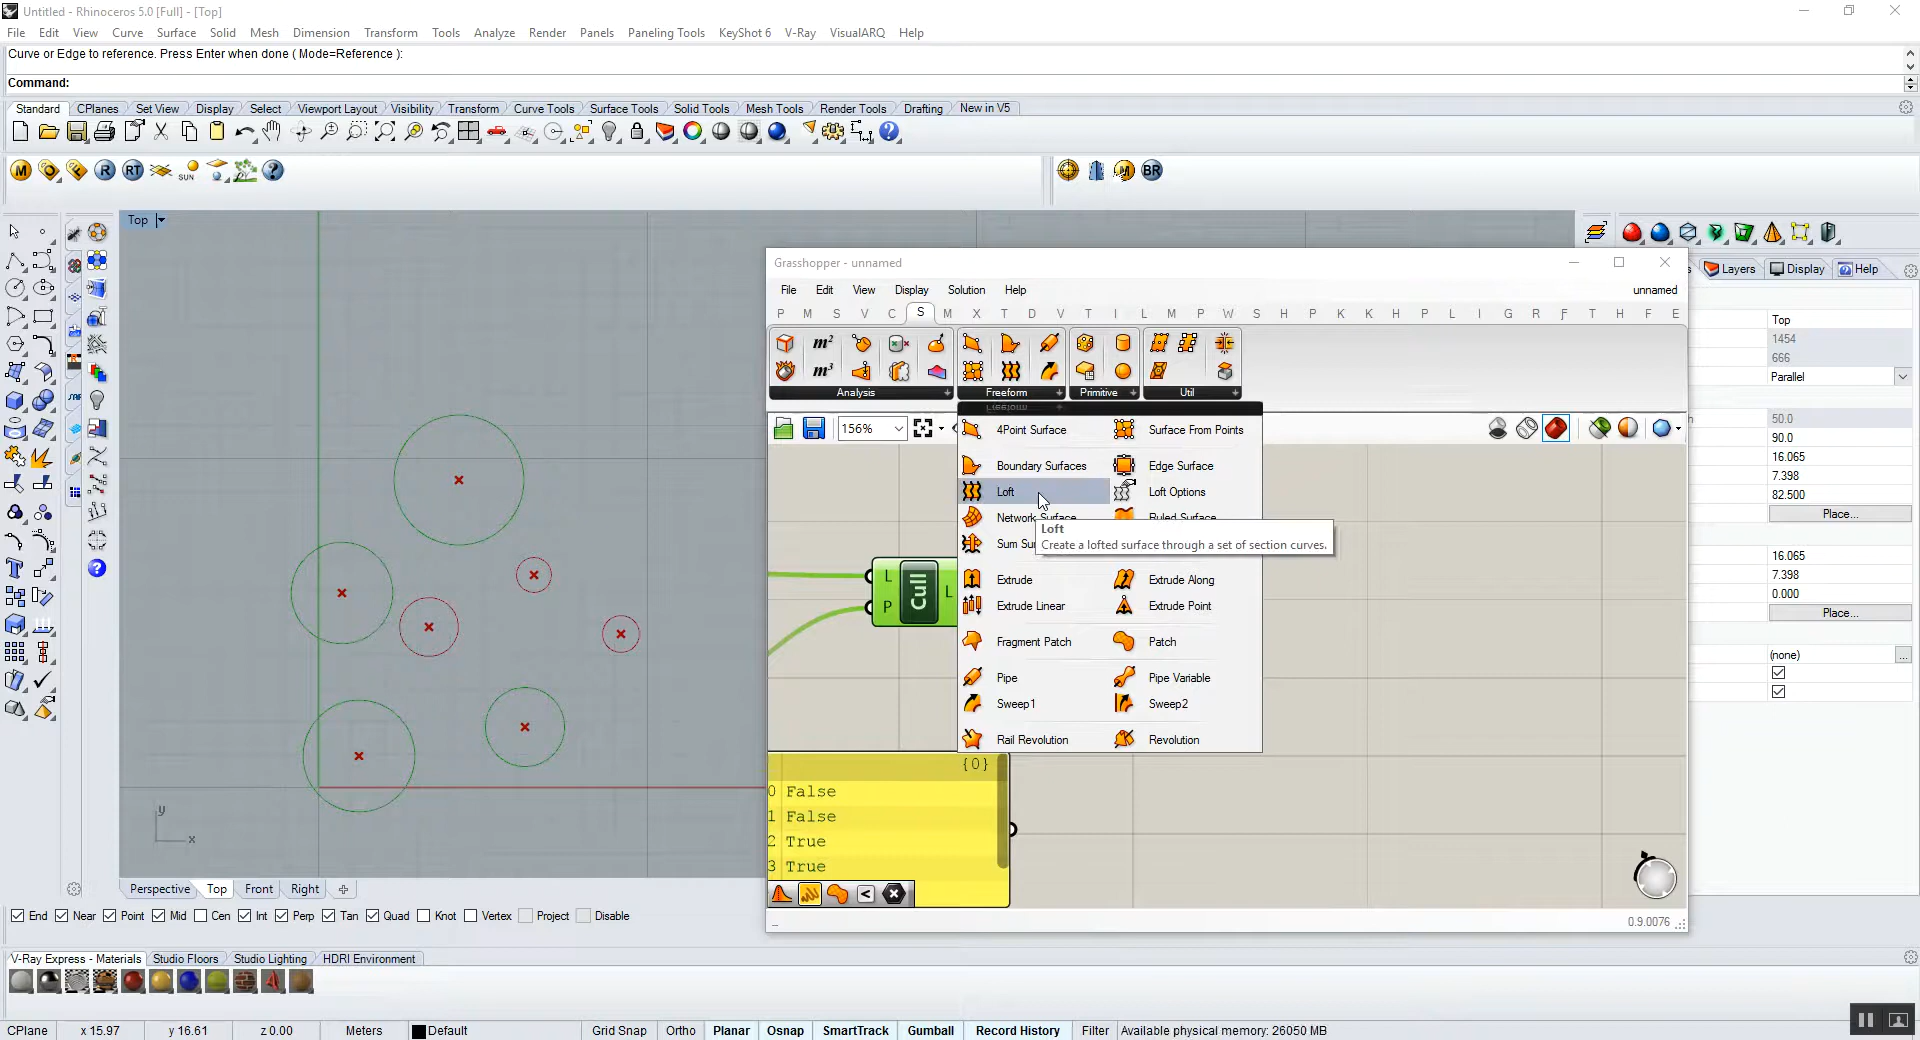 Untitled - Rhinoceros 5.0 [Full] - [Top]
File Edit View Curve Surface Solid Mesh Dimension Transform Tools Analyze Render Panels Paneling Tools KeyShot 6 V-Ray VisualARQ Help
Curve or Edge to reference. Press Enter when done ( Mode=Reference ):
Command:
Standard CPlanes Set View Display Select Viewport Layout Visibility Transform Curve Tools Surface Tools Solid Tools Mesh Tools Render Tools Drafting New in V5
M R RT SUN ? M BR
Top
Layers Display Help
Grasshopper - unnamed
File Edit View Display Solution Help unnamed
P M S V C S M X T D V T I L M P W S H P K K H P L I G R F T H F E
m² m³
Analysis Freeform Primitive Util
156%
4Point Surface Surface From Points
Boundary Surfaces Edge Surface
Loft Loft Options
Network Surface Ruled Surface
Loft
Sum Su
Create a lofted surface through a set of section curves.
Extrude Extrude Along
Extrude Linear Extrude Point
Fragment Patch Patch
Pipe Pipe Variable
Sweep1 Sweep2
Rail Revolution Revolution
L P Cull L
{0}
0 False
1 False
2 True
3 True
0.9.0076
Top
1454
666
Parallel
50.0
90.0
16.065
7.398
82.500
Place...
16.065
7.398
0.000
Place...
(none) ...
y
x
Perspective Top Front Right
End Near Point Mid Cen Int Perp Tan Quad Knot Vertex Project Disable
V-Ray Express - Materials Studio Floors Studio Lighting HDRI Environment
CPlane x 15.97 y 16.61 z 0.00 Meters Default Grid Snap Ortho Planar Osnap SmartTrack Gumball Record History Filter Available physical memory: 26050 MB